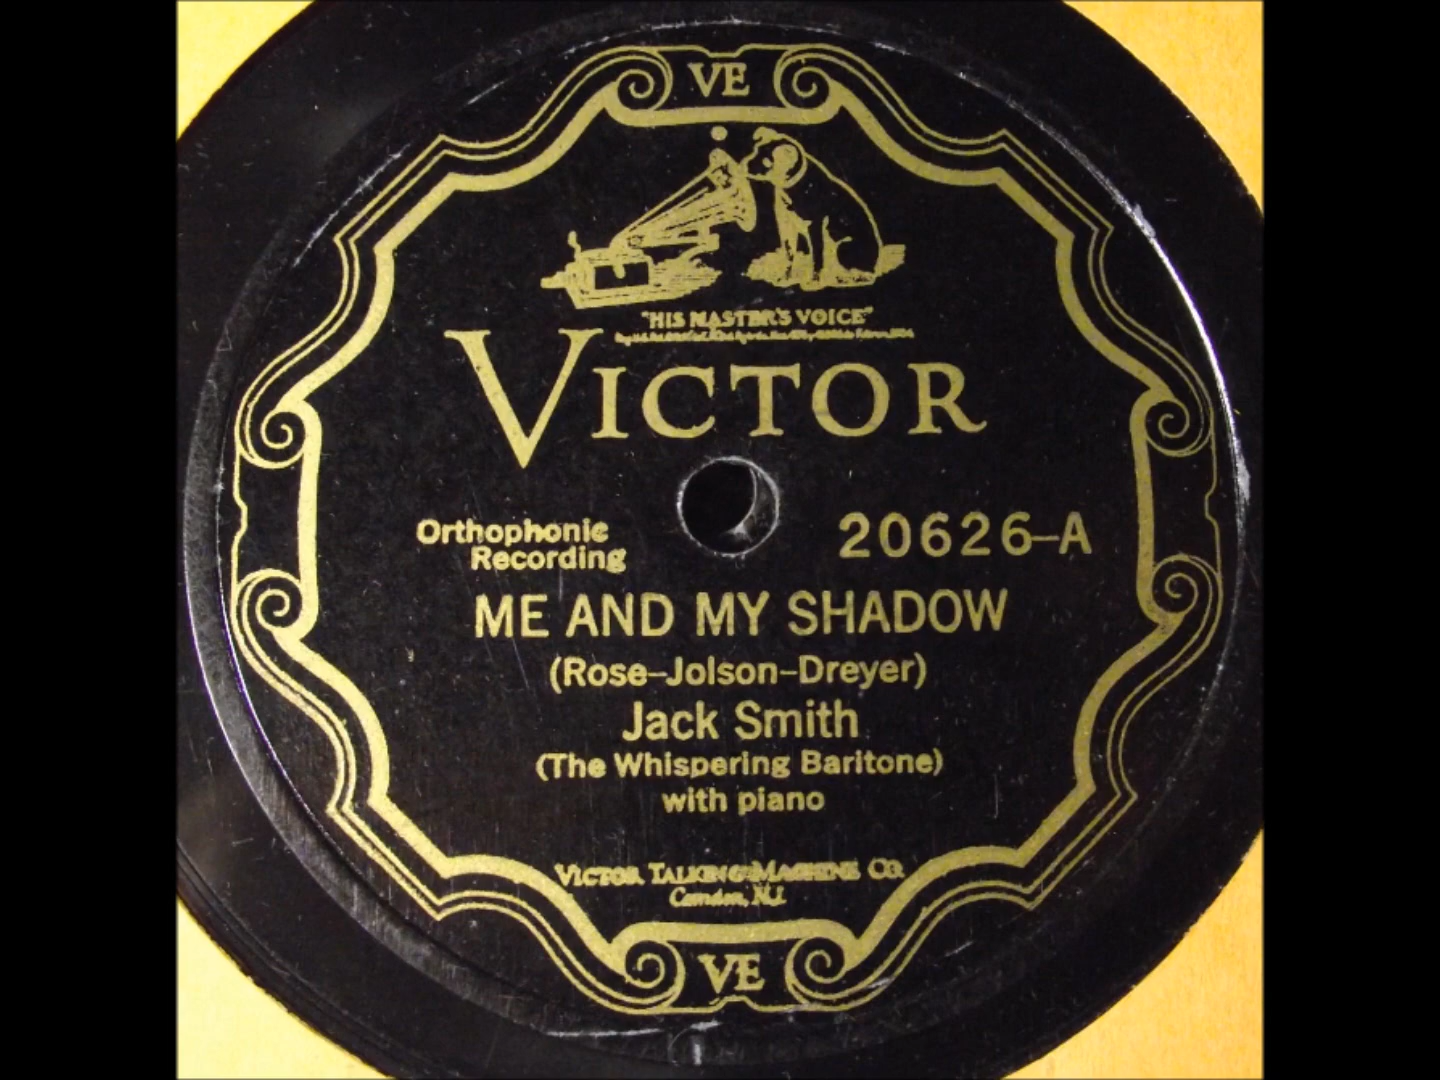 VE
"HIS MASTER'S VOICE"
VICTOR
Orthophonic
Recording
20626-A
ME AND MY SHADOW
(Rose-Jolson-Dreyer)
Jack Smith
(The Whispering Baritone)
with piano
VICTOR TALKING MACHINE CO.
Camden, N.J.
VE